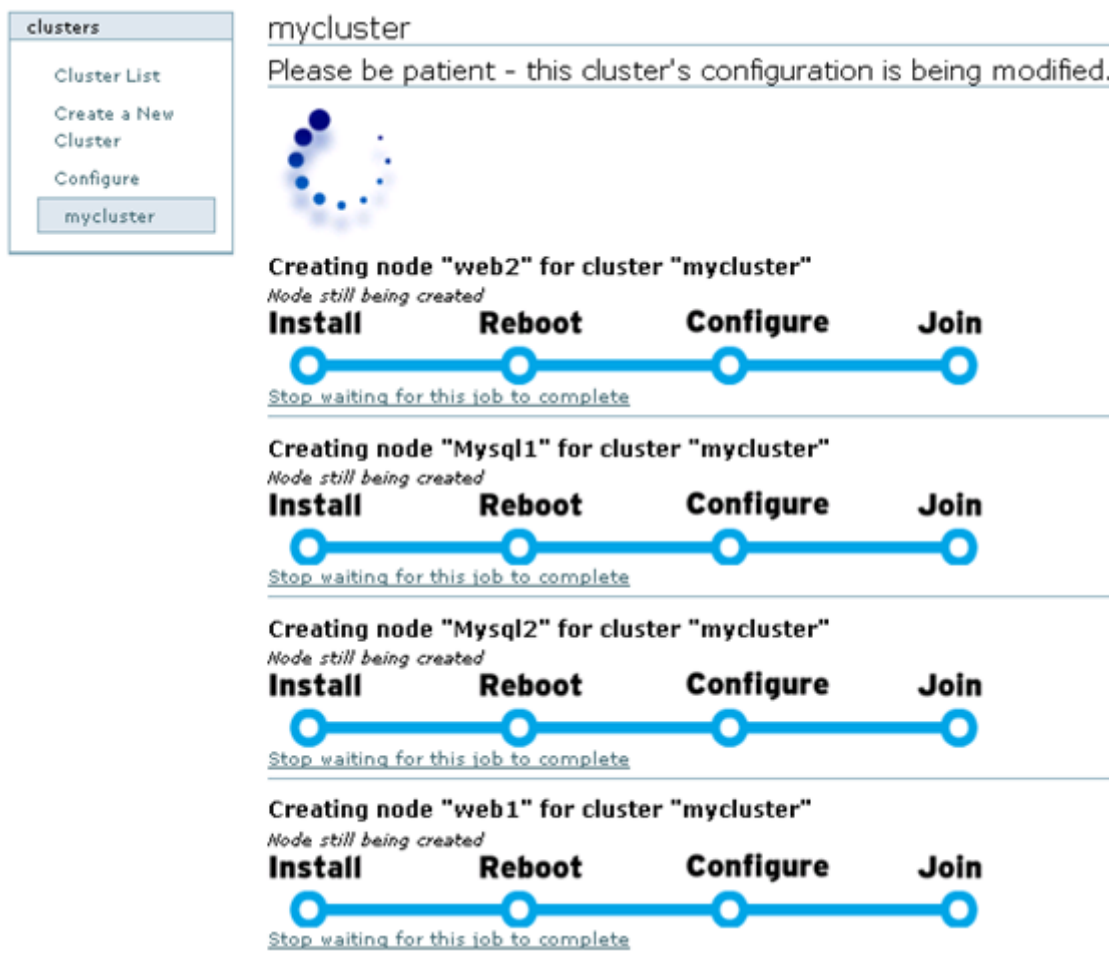 clusters
Cluster List
Create a New
Cluster
Configure
mycluster
mycluster
Please be patient - this cluster's configuration is being modified.
Creating node "web2" for cluster "mycluster"
Node still being created
Install Reboot Configure Join
Stop waiting for this job to complete
Creating node "Mysql1" for cluster "mycluster"
Node still being created
Install Reboot Configure Join
Stop waiting for this job to complete
Creating node "Mysql2" for cluster "mycluster"
Node still being created
Install Reboot Configure Join
Stop waiting for this job to complete
Creating node "web1" for cluster "mycluster"
Node still being created
Install Reboot Configure Join
Stop waiting for this job to complete